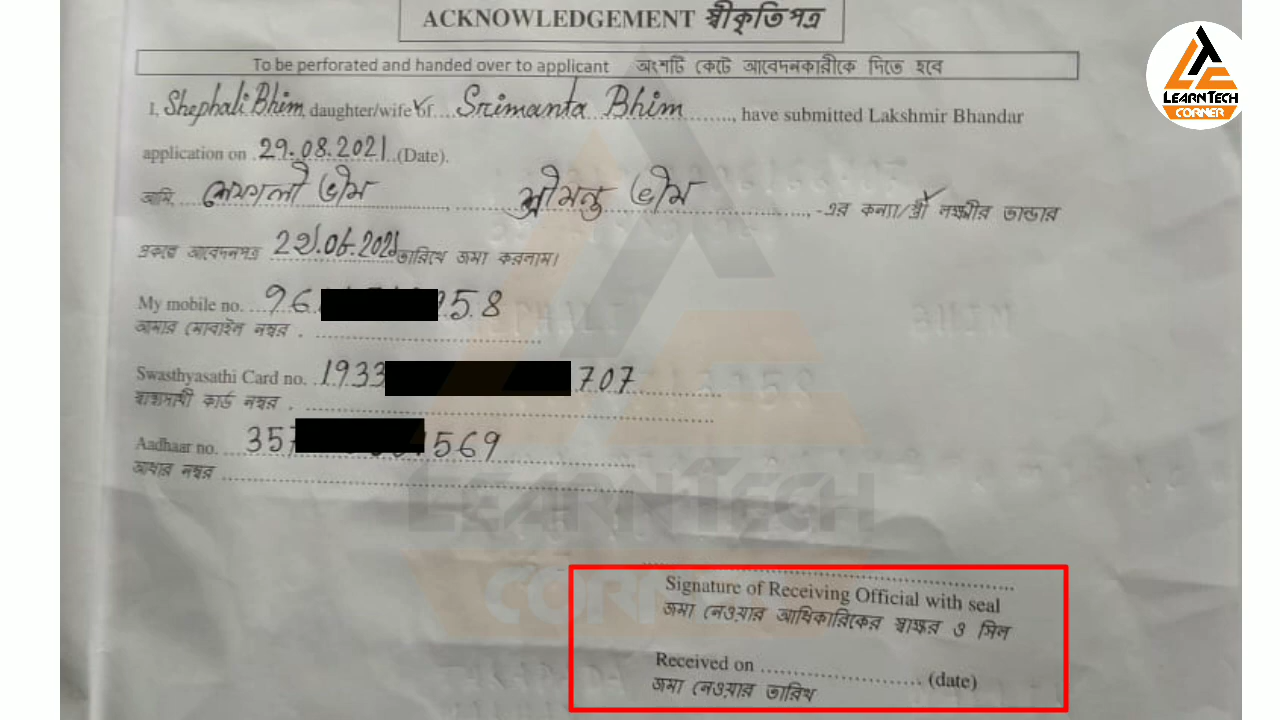 ACKNOWLEDGEMENT স্বীকৃতিপত্র
To be perforated and handed over to applicant অংশটি কেটে আবেদনকারীকে দিতে হবে
LEARNTECH
CORNER
I, Shephali Bhim, daughter/wife of.... Srimanta Bhim ........., have submitted Lakshmir Bhandar
application on .29.08.2021..(Date).
আমি, ... শেফালী ভীম ..........., ........ শ্রীমন্ত ভীম ..............., -এর কন্যা/স্ত্রী লক্ষ্মীর ভান্ডার
প্রকল্পে আবেদনপত্র ..29.08.2021 তারিখে জমা করলাম।
My mobile no. ...96 58
আমার মোবাইল নম্বর . ........................................
Swasthyasathi Card no. ..1933 707
স্বাস্থ্যসাথী কার্ড নম্বর . ........................................
Aadhaar no. ....357 569
আধার নম্বর ........................................
LEARNTECH
CORNER
Signature of Receiving Official with seal
জমা নেওয়ার আধিকারিকের স্বাক্ষর ও সিল
Received on ........................... (date)
জমা নেওয়ার তারিখ